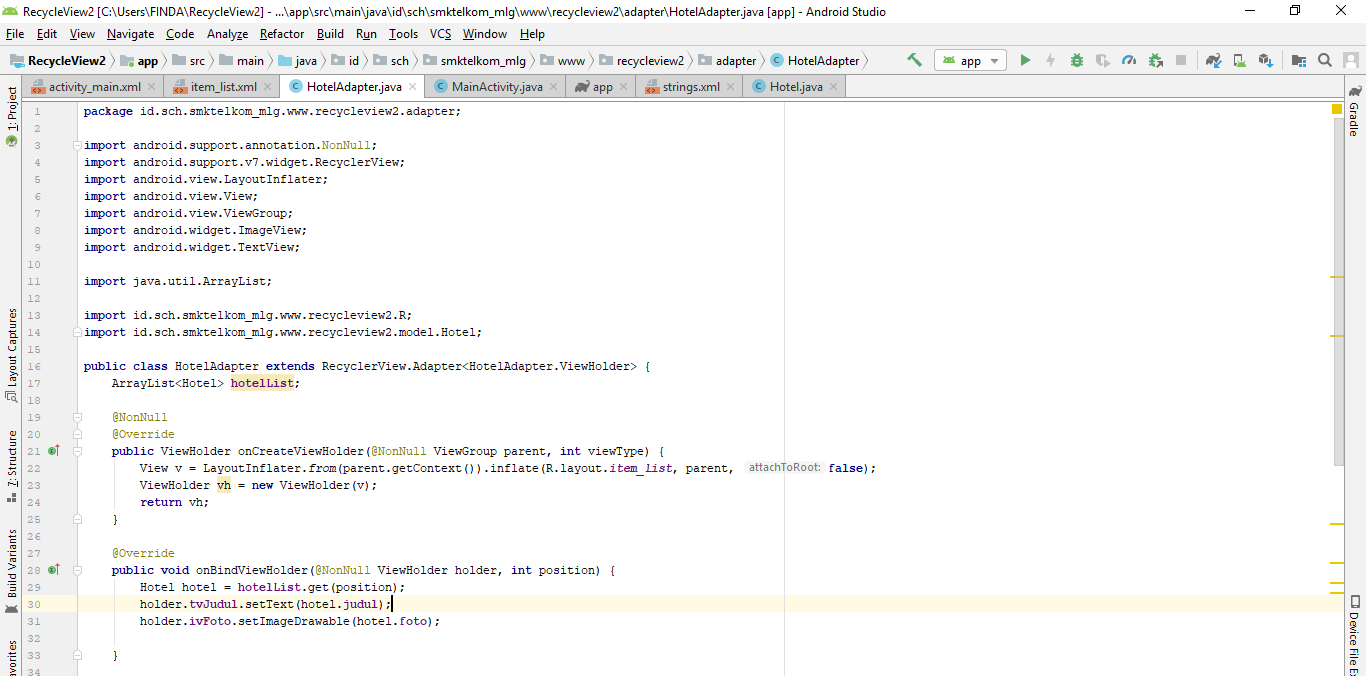 RecycleView2 [C:\Users\FINDA\RecycleView2] - ...\app\src\main\java\id\sch\smktelkom_mlg\www\recycleview2\adapter\HotelAdapter.java [app] - Android Studio
File Edit View Navigate Code Analyze Refactor Build Run Tools VCS Window Help
RecycleView2 app src main java id sch smktelkom_mlg www recycleview2 adapter HotelAdapter app
activity_main.xml item_list.xml HotelAdapter.java MainActivity.java app strings.xml Hotel.java
1: Project
Layout Captures
7: Structure
Build Variants
avorites
1 package id.sch.smktelkom_mlg.www.recycleview2.adapter;
2
3 import android.support.annotation.NonNull;
4 import android.support.v7.widget.RecyclerView;
5 import android.view.LayoutInflater;
6 import android.view.View;
7 import android.view.ViewGroup;
8 import android.widget.ImageView;
9 import android.widget.TextView;
10
11 import java.util.ArrayList;
12
13 import id.sch.smktelkom_mlg.www.recycleview2.R;
14 import id.sch.smktelkom_mlg.www.recycleview2.model.Hotel;
15
16 public class HotelAdapter extends RecyclerView.Adapter<HotelAdapter.ViewHolder> {
17 ArrayList<Hotel> hotelList;
18
19 @NonNull
20 @Override
21 public ViewHolder onCreateViewHolder(@NonNull ViewGroup parent, int viewType) {
22 View v = LayoutInflater.from(parent.getContext()).inflate(R.layout.item_list, parent, attachToRoot: false);
23 ViewHolder vh = new ViewHolder(v);
24 return vh;
25 }
26
27 @Override
28 public void onBindViewHolder(@NonNull ViewHolder holder, int position) {
29 Hotel hotel = hotelList.get(position);
30 holder.tvJudul.setText(hotel.judul);
31 holder.ivFoto.setImageDrawable(hotel.foto);
32
33 }
34
Gradle
Device File Ex